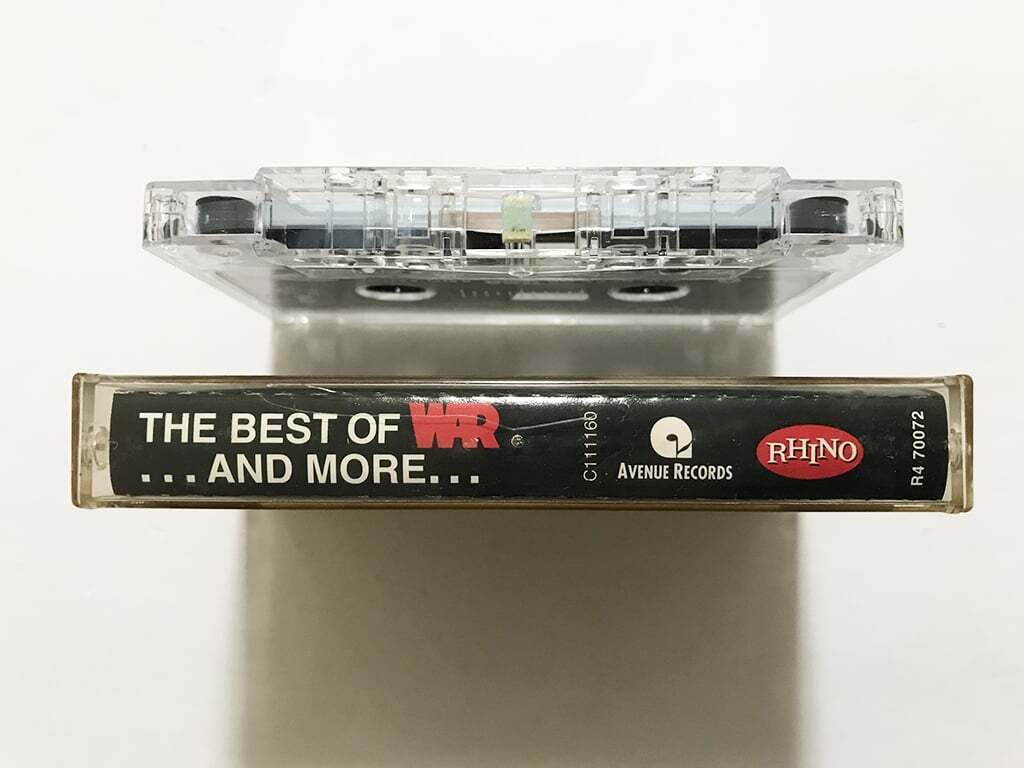 THE BEST OF WAR
...AND MORE...
C111160
AVENUE RECORDS
RHINO
R4 70072